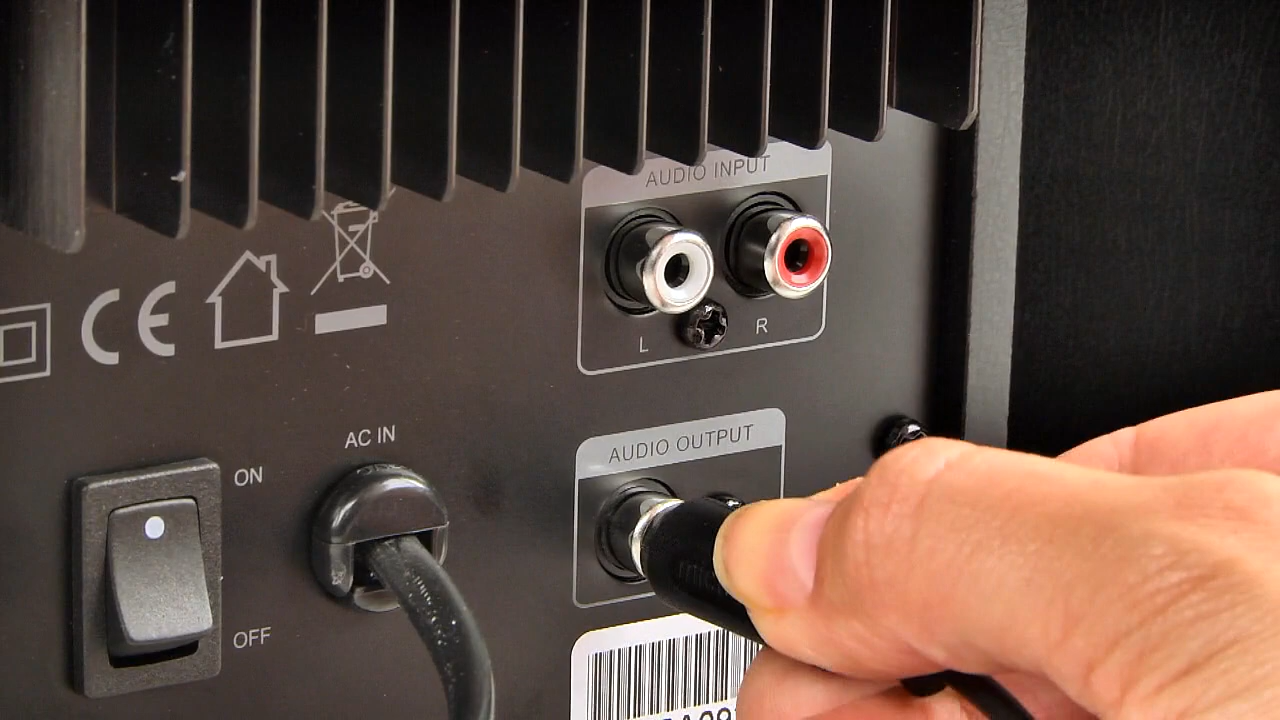 AUDIO INPUT
L
R
CE
AC IN
ON
OFF
AUDIO OUTPUT